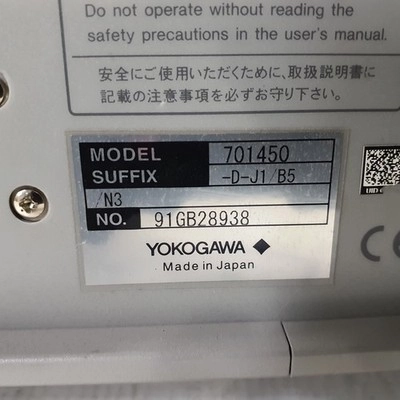 Do not operate without reading the
safety precautions in the user's manual.
安全にご使用いただくために、取扱説明書に
記載の注意事項を必ずお守り下さい。
MODEL 701450
SUFFIX -D-J1/B5
/N3
NO. 91GB28938
YOKOGAWA
Made in Japan
UID
CE